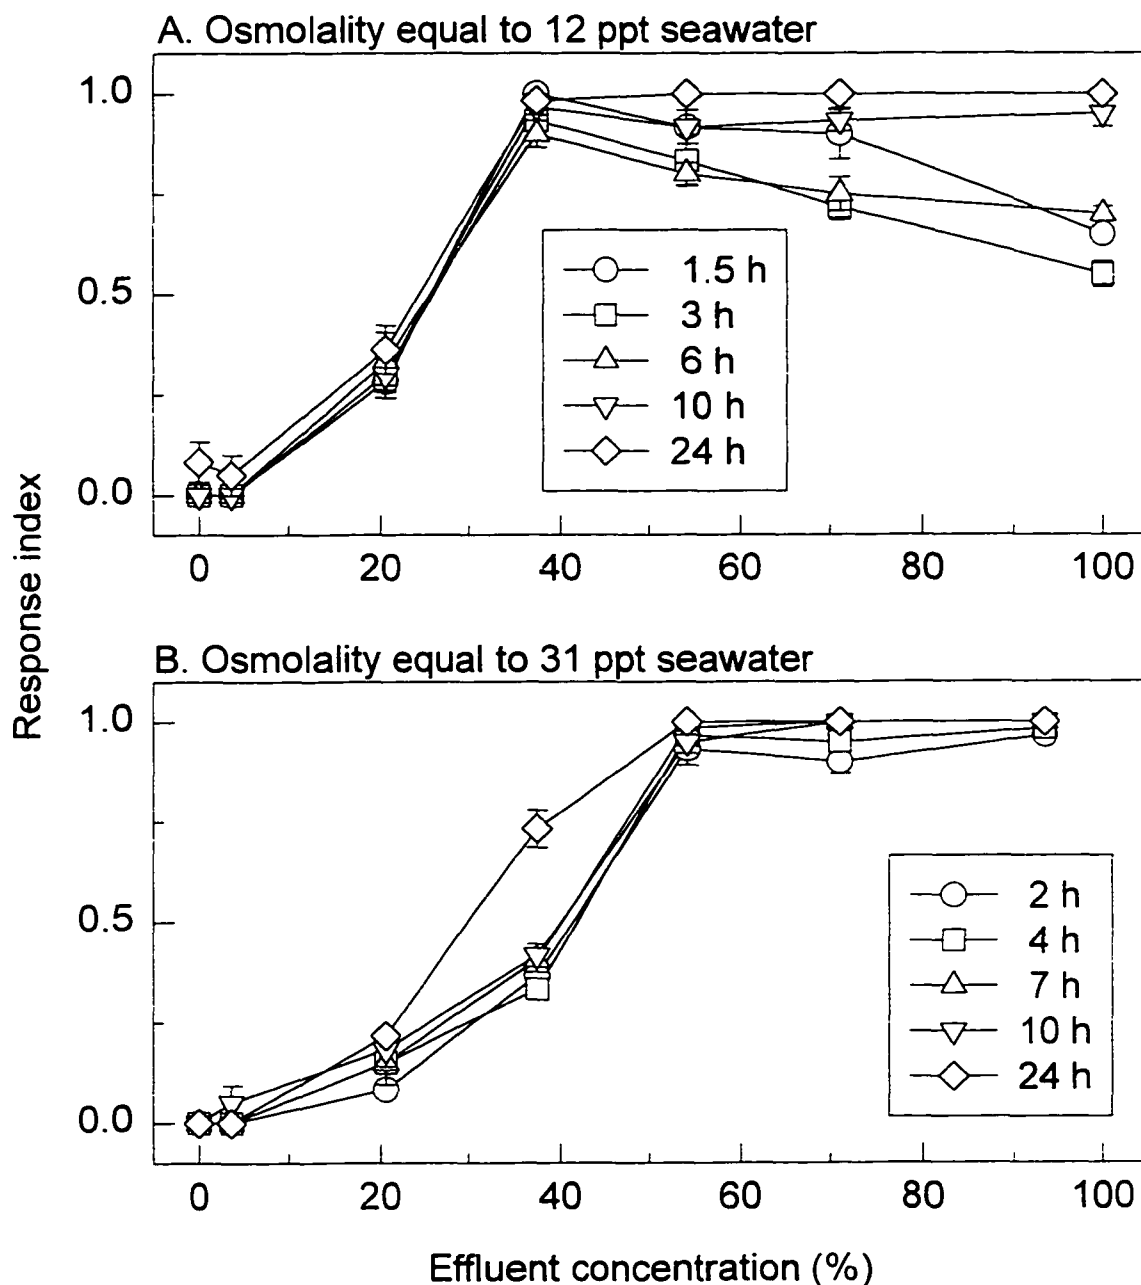 A. Osmolality equal to 12 ppt seawater
1.0
0.5
0.0
1.5 h
3 h
6 h
10 h
24 h
0 20 40 60 80 100
Response index
B. Osmolality equal to 31 ppt seawater
1.0
0.5
0.0
2 h
4 h
7 h
10 h
24 h
0 20 40 60 80 100
Effluent concentration (%)